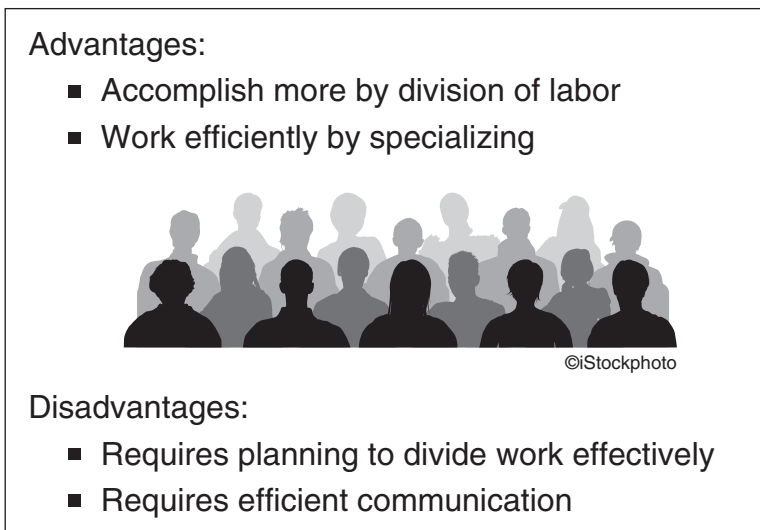 Advantages:
■ Accomplish more by division of labor
■ Work efficiently by specializing
©iStockphoto
Disadvantages:
■ Requires planning to divide work effectively
■ Requires efficient communication